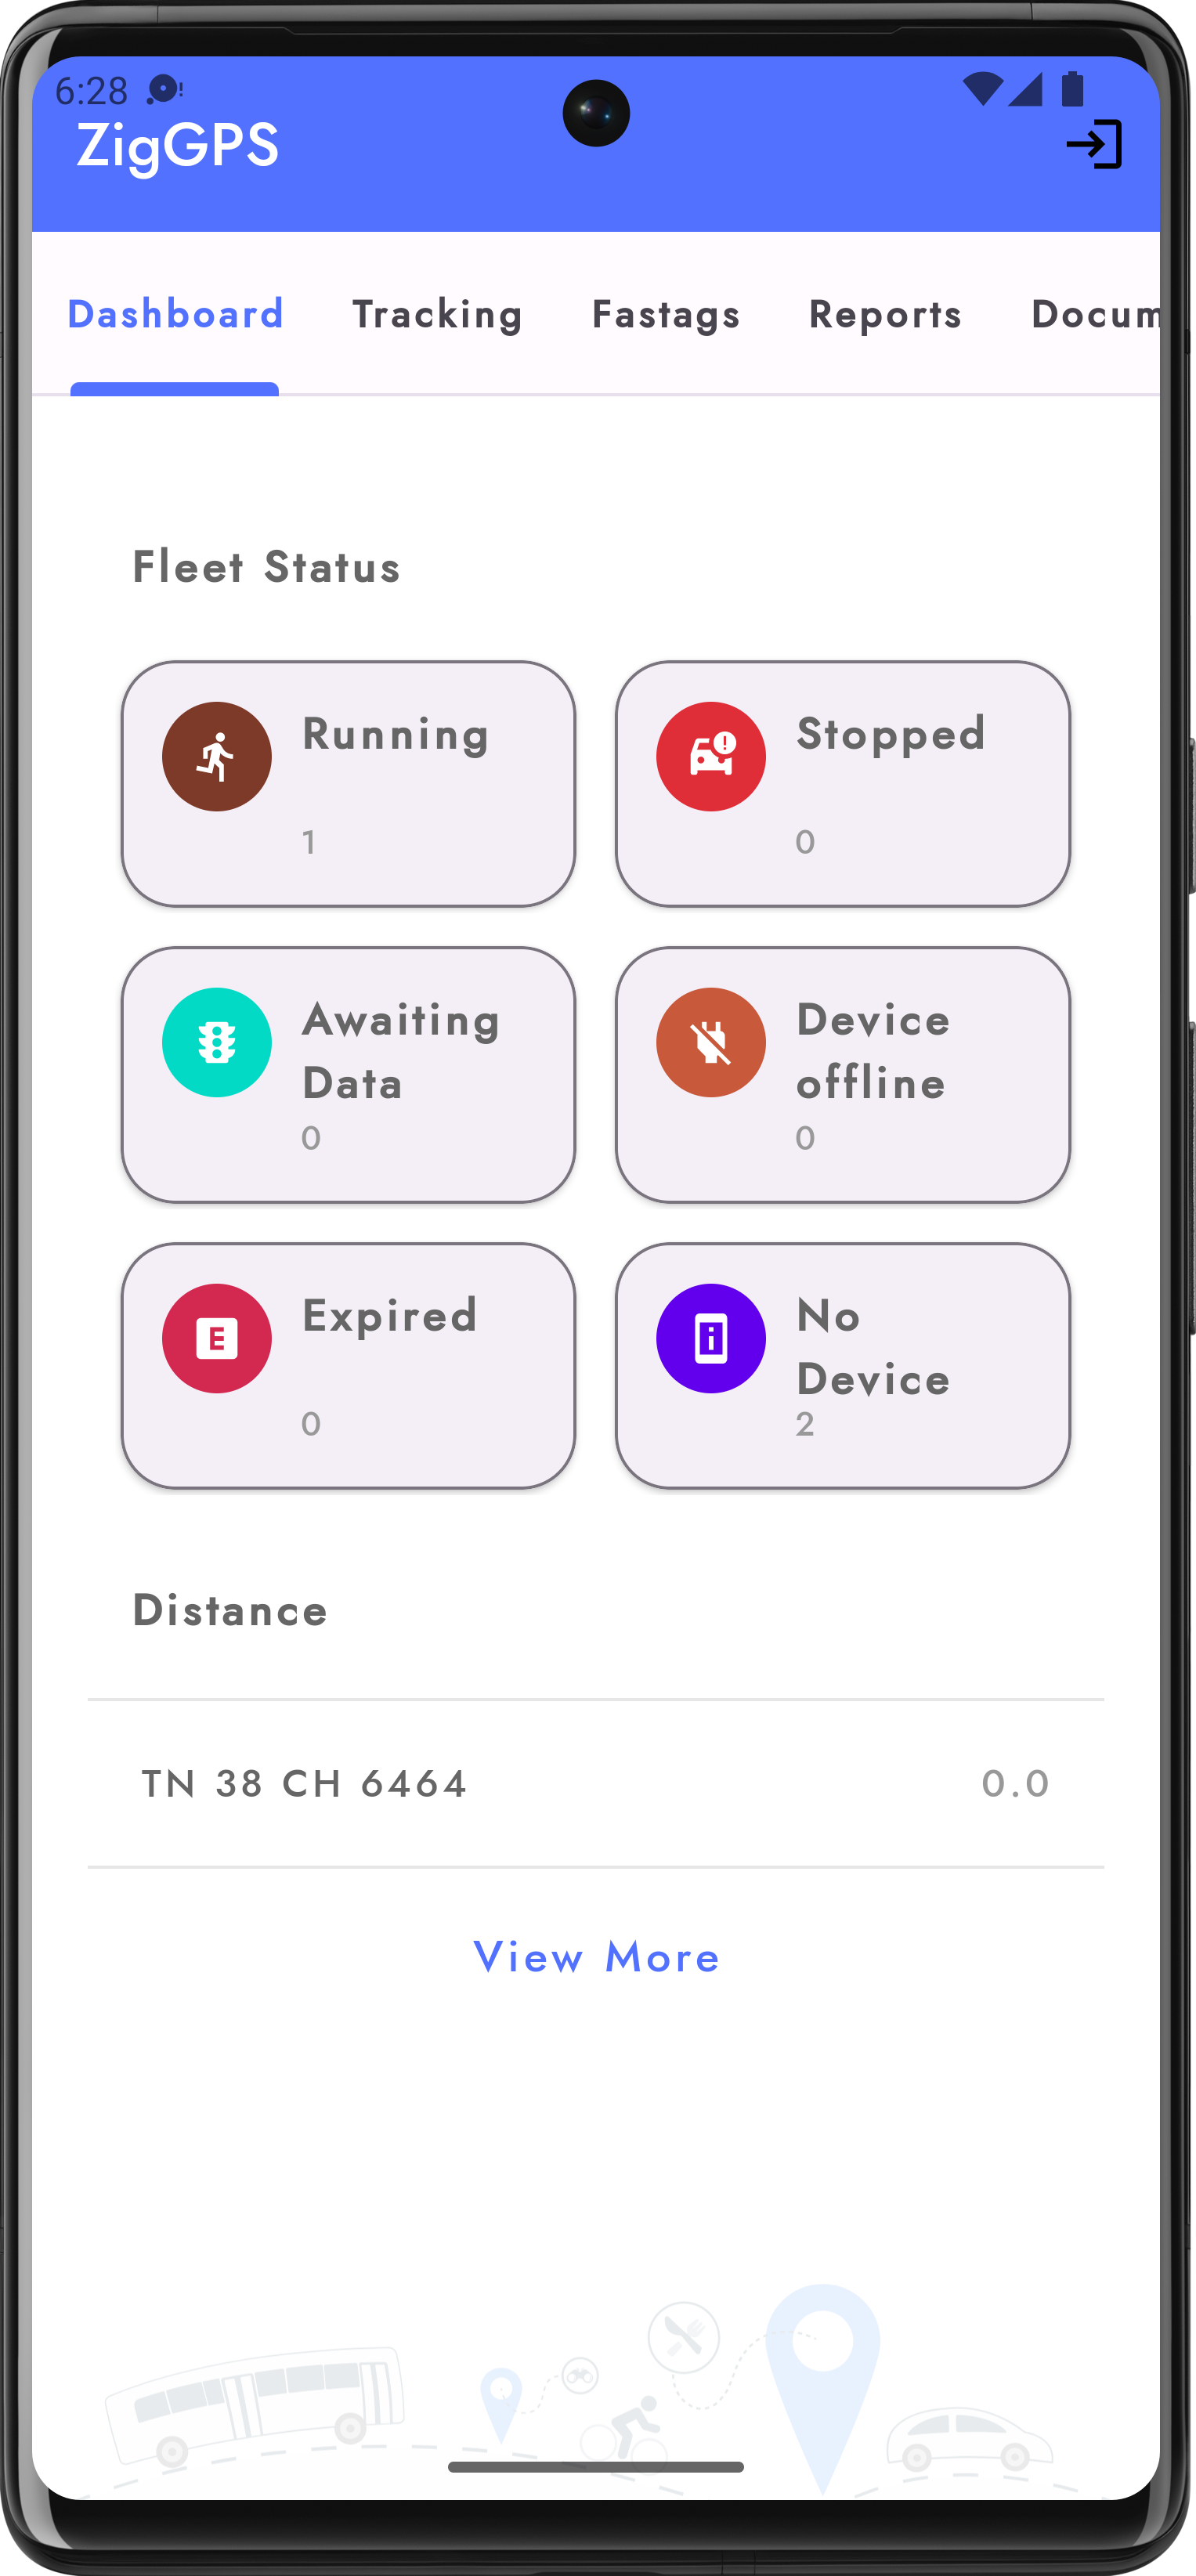 6:28
ZigGPS
Dashboard Tracking Fastags Reports Docum
Fleet Status
Running
1
Stopped
0
Awaiting
Data
0
Device
offline
0
E
Expired
0
No
Device
2
Distance
TN 38 CH 6464 0.0
View More